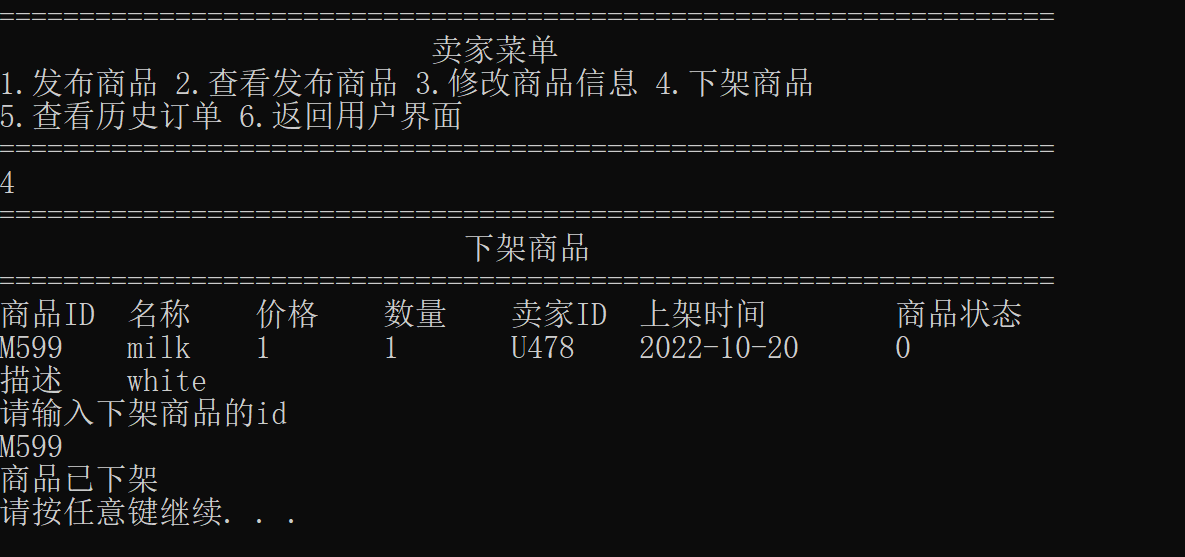 ==================================================================
卖家菜单
1.发布商品 2.查看发布商品 3.修改商品信息 4.下架商品
5.查看历史订单 6.返回用户界面
==================================================================
4
==================================================================
下架商品
==================================================================
商品ID 名称 价格 数量 卖家ID 上架时间 商品状态
M599 milk 1 1 U478 2022-10-20 0
描述 white
请输入下架商品的id
M599
商品已下架
请按任意键继续. . .